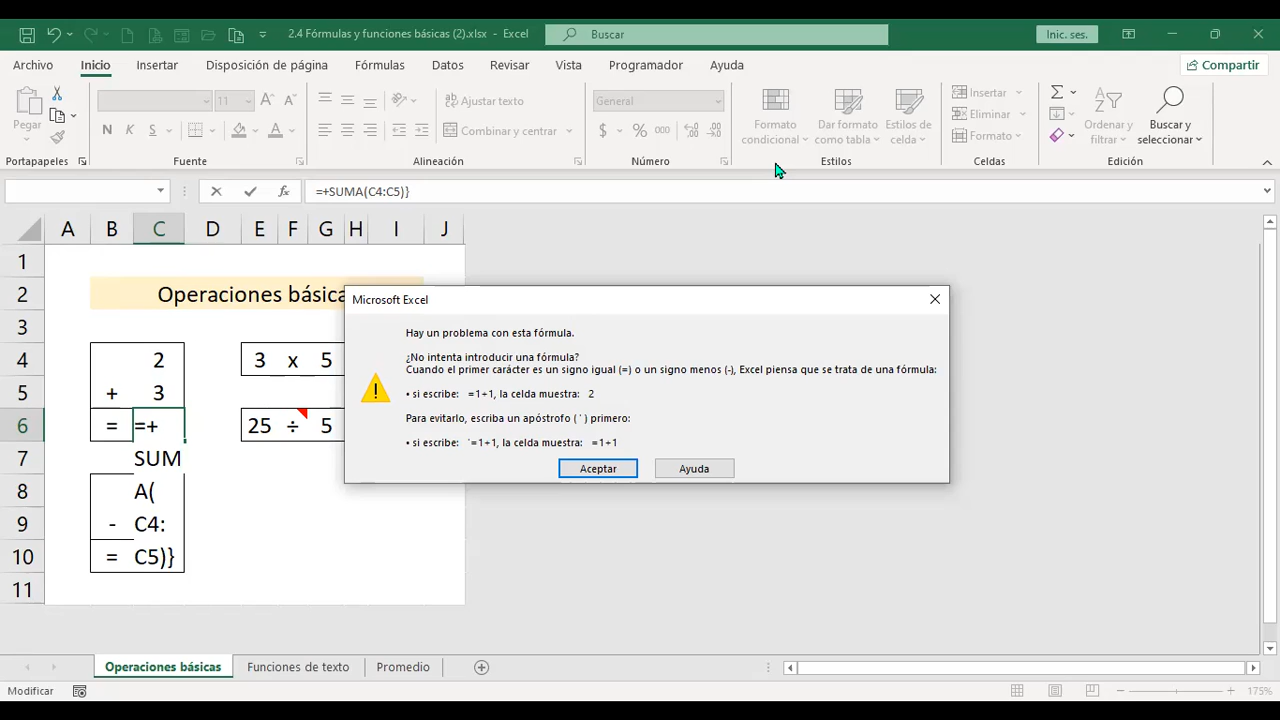 2.4 Fórmulas y funciones básicas (2).xlsx - Excel
Buscar
Inic. ses.
Archivo Inicio Insertar Disposición de página Fórmulas Datos Revisar Vista Programador Ayuda
Compartir
Pegar
11
N K S
Ajustar texto
Combinar y centrar
General
$ % 000
Formato condicional
Dar formato como tabla
Estilos de celda
Insertar
Eliminar
Formato
Ordenar y filtrar
Buscar y seleccionar
Portapapeles Fuente Alineación Número Estilos Celdas Edición
fx =+SUMA(C4:C5)}
A B C D E F G H I J
1
2 Operaciones básica
3
4 2 3 x 5
5 + 3
6 = =+ 25 ÷ 5
7 SUM
8 A(
9 - C4:
10 = C5)}
11
Microsoft Excel
Hay un problema con esta fórmula.
¿No intenta introducir una fórmula?
Cuando el primer carácter es un signo igual (=) o un signo menos (-), Excel piensa que se trata de una fórmula:
• si escribe: =1+1, la celda muestra: 2
Para evitarlo, escriba un apóstrofo ( ' ) primero:
• si escribe: '=1+1, la celda muestra: =1+1
Aceptar Ayuda
Operaciones básicas Funciones de texto Promedio
Modificar
175%